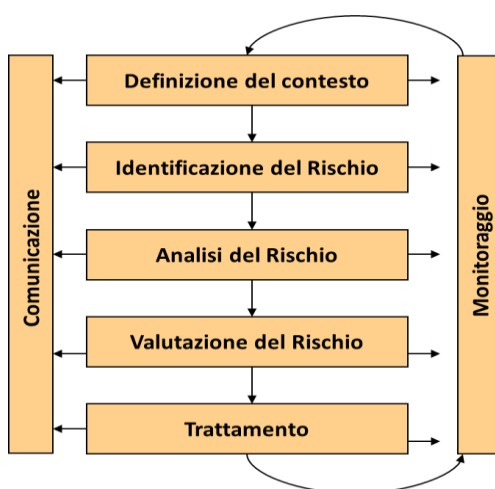 Definizione del contesto
Identificazione del Rischio
Analisi del Rischio
Valutazione del Rischio
Trattamento
Comunicazione
Monitoraggio